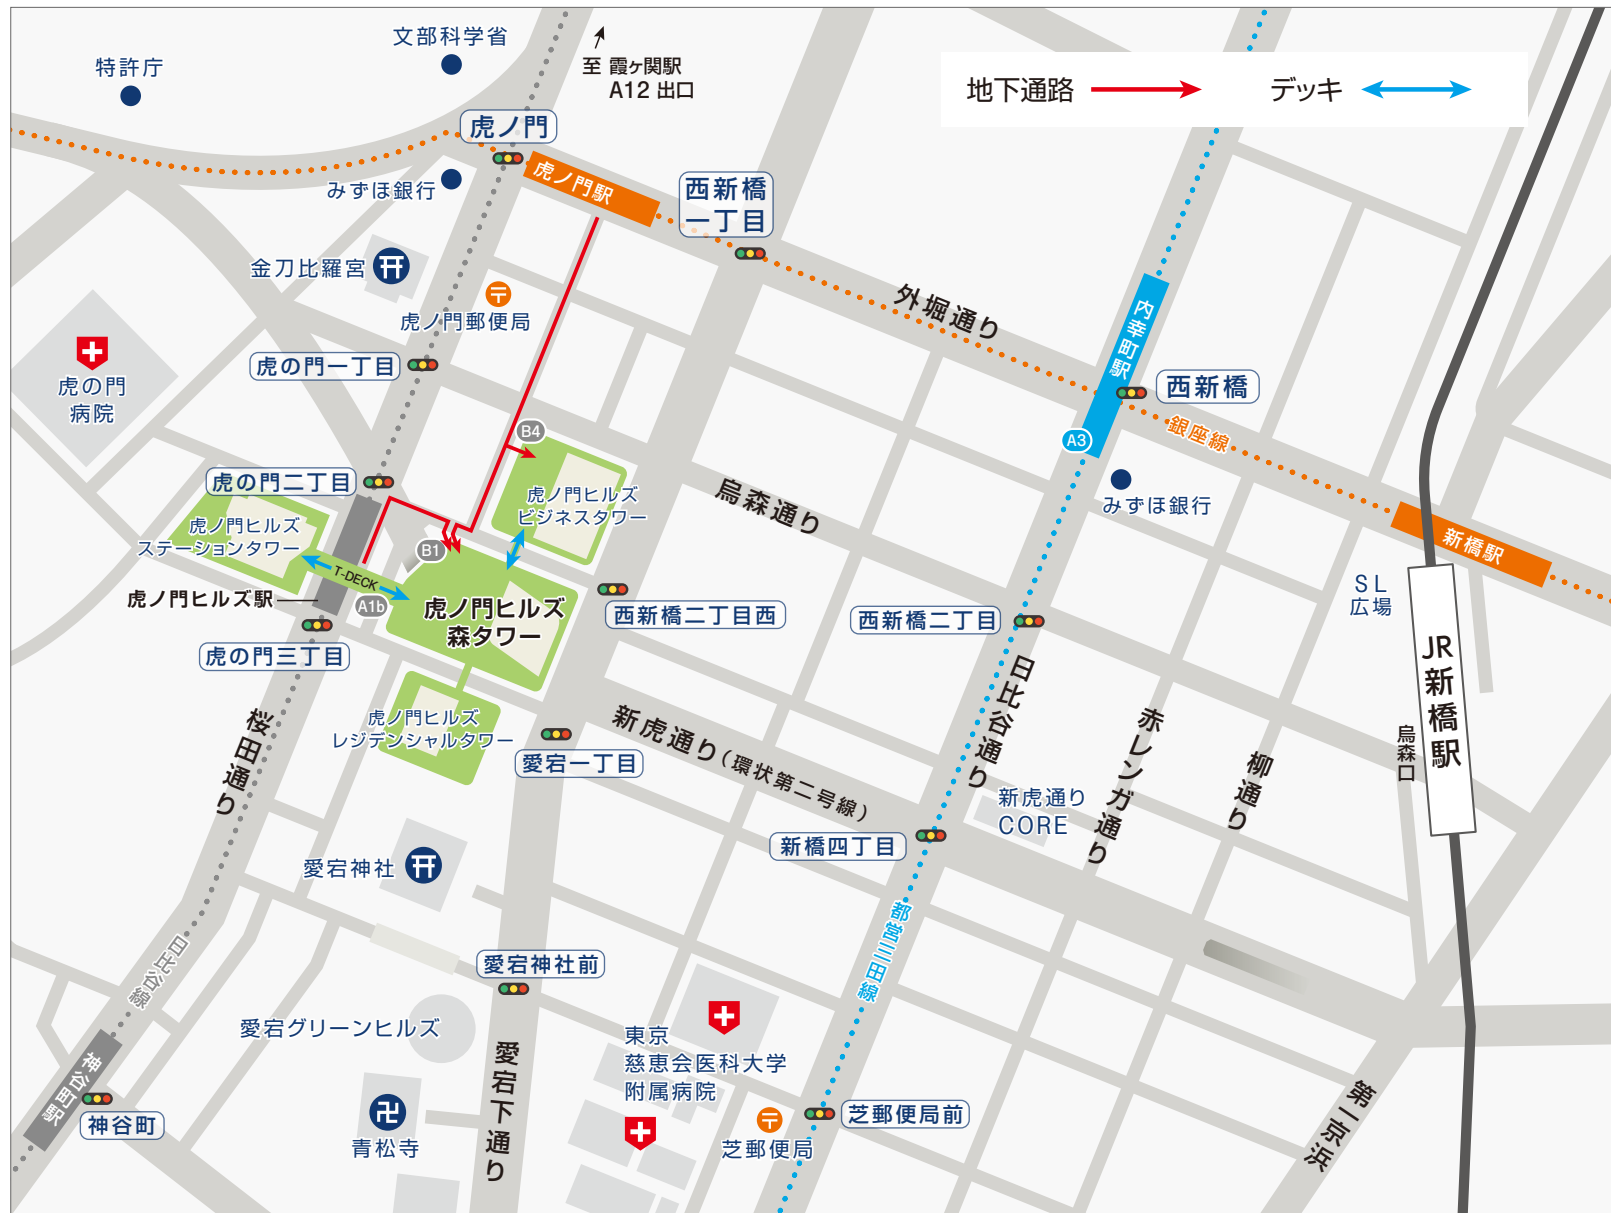 文部科学省
特許庁
至 霞ヶ関駅
A12 出口
地下通路
デッキ
虎ノ門
虎ノ門駅
みずほ銀行
西新橋
一丁目
金刀比羅宮
虎ノ門郵便局
外堀通り
内幸町駅
虎の門
病院
虎の門一丁目
西新橋
銀座線
A3
B4
虎の門二丁目
虎ノ門ヒルズ
ビジネスタワー
烏森通り
みずほ銀行
虎ノ門ヒルズ
ステーションタワー
B1
新橋駅
T-DECK
A1b
虎ノ門ヒルズ駅
虎ノ門ヒルズ
森タワー
西新橋二丁目西
西新橋二丁目
SL
広場
JR新橋駅
虎の門三丁目
日比谷通り
桜田通り
虎ノ門ヒルズ
レジデンシャルタワー
新虎通り(環状第二号線)
赤レンガ通り
柳通り
烏森口
愛宕一丁目
新虎通り
CORE
新橋四丁目
愛宕神社
都営三田線
日比谷線
愛宕神社前
愛宕グリーンヒルズ
東京
慈恵会医科大学
附属病院
愛宕下通り
神谷町駅
神谷町
青松寺
芝郵便局
芝郵便局前
第一京浜